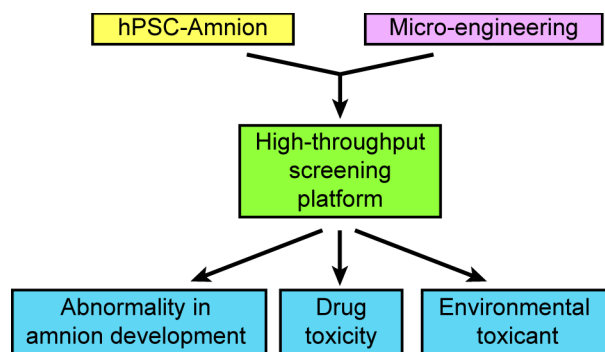 hPSC-Amnion
Micro-engineering
High-throughput
screening
platform
Abnormality in
amnion development
Drug
toxicity
Environmental
toxicant